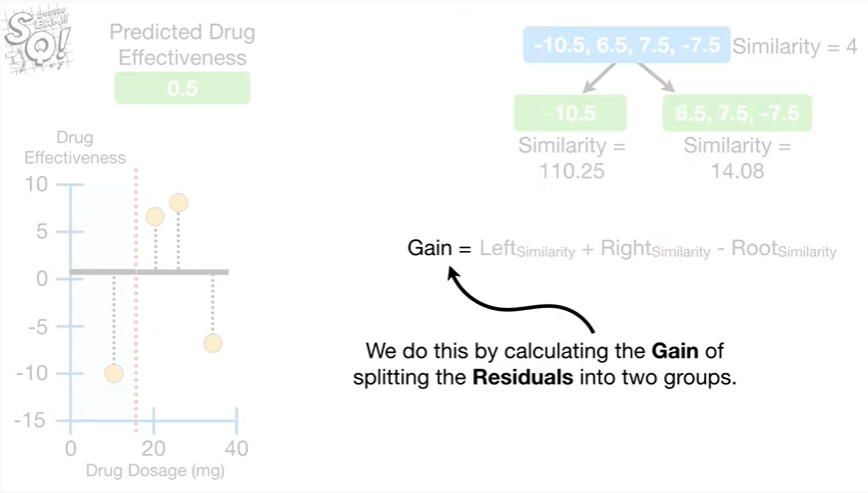 SQ!
Predicted Drug
Effectiveness
0.5
-10.5, 6.5, 7.5, -7.5
Similarity = 4
-10.5
6.5, 7.5, -7.5
Similarity =
110.25
Similarity =
14.08
Drug
Effectiveness
10
5
0
-5
-10
-15
0
20
40
Drug Dosage (mg)
Gain = LeftSimilarity + RightSimilarity - RootSimilarity
We do this by calculating the Gain of
splitting the Residuals into two groups.